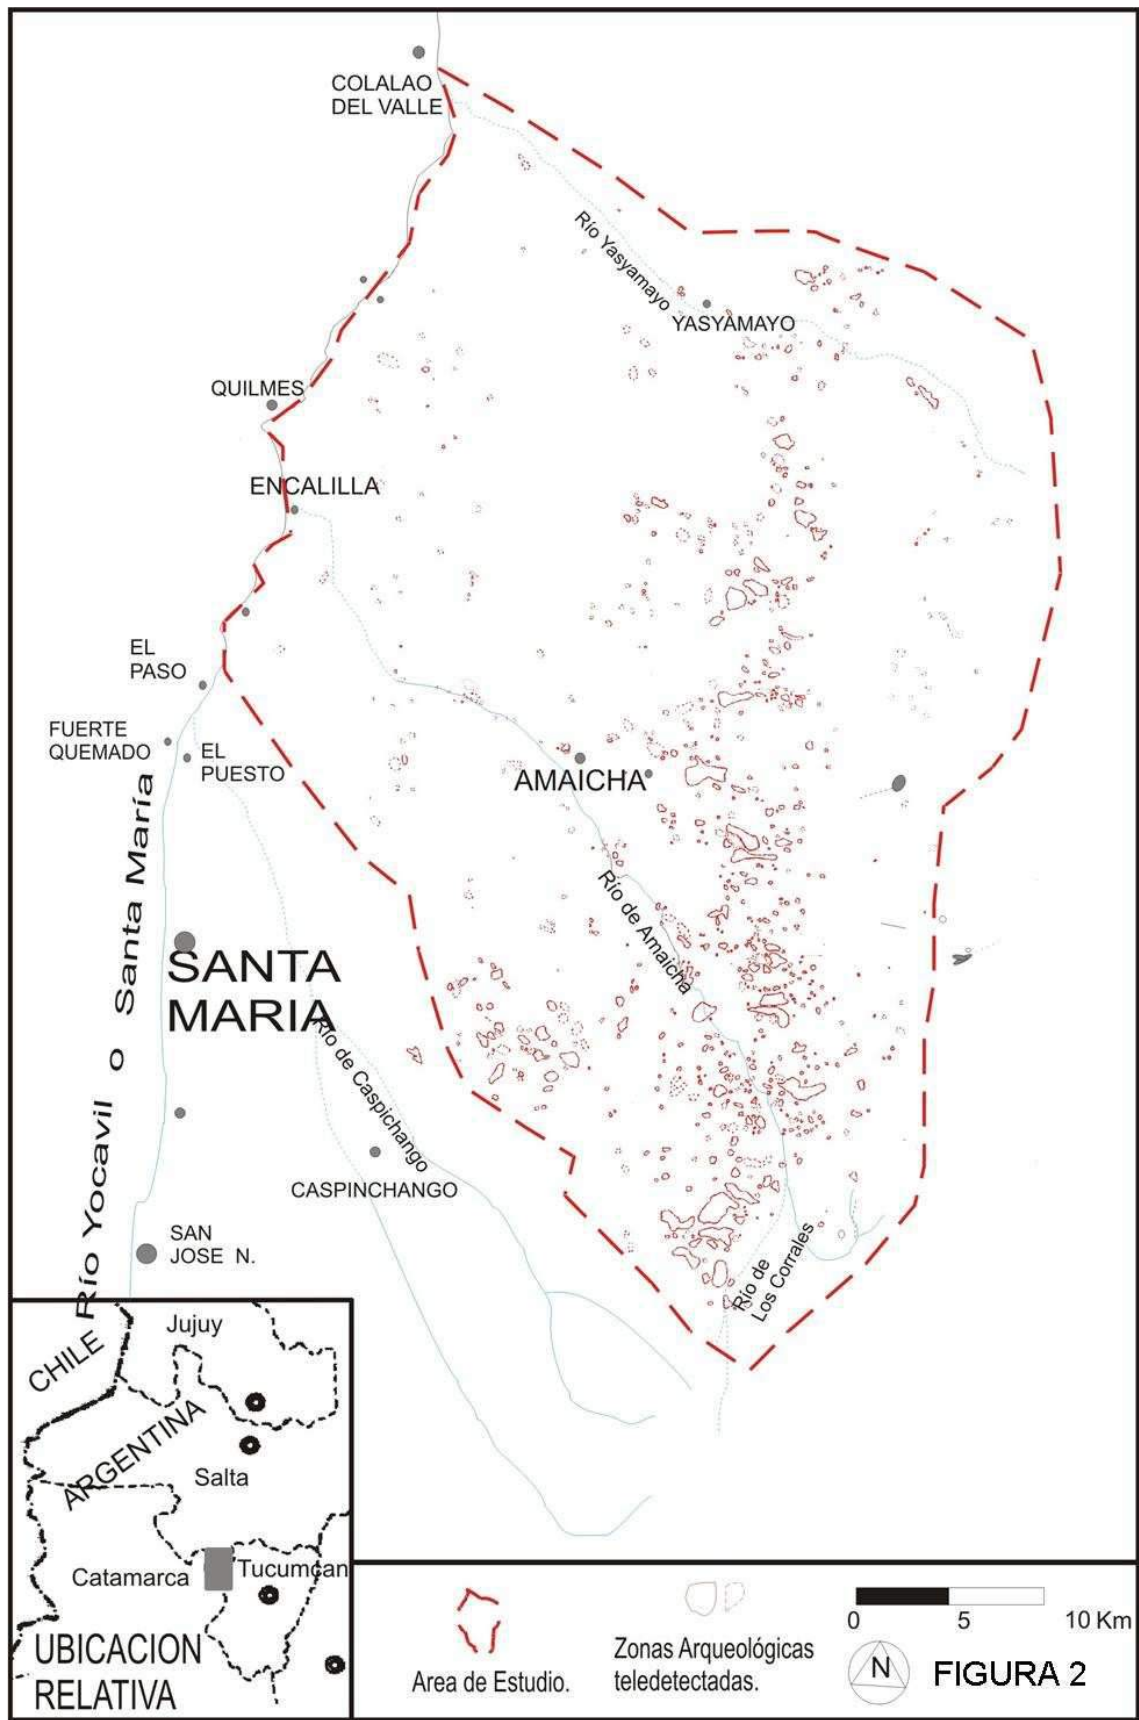 COLALAO
DEL VALLE
Río Yasyamayo
YASYAMAYO
QUILMES
ENCALILLA
EL
PASO
FUERTE
QUEMADO
EL
PUESTO
AMAICHA
Río de Amaicha
Río Yocavil o Santa María
SANTA
MARIA
Río de Caspichango
CASPINCHANGO
SAN
JOSE N.
Río de
Los Corrales
CHILE
Jujuy
ARGENTINA
Salta
Catamarca
Tucumcan
UBICACION
RELATIVA
Area de Estudio.
Zonas Arqueológicas
teledetectadas.
0 5 10 Km
N
FIGURA 2